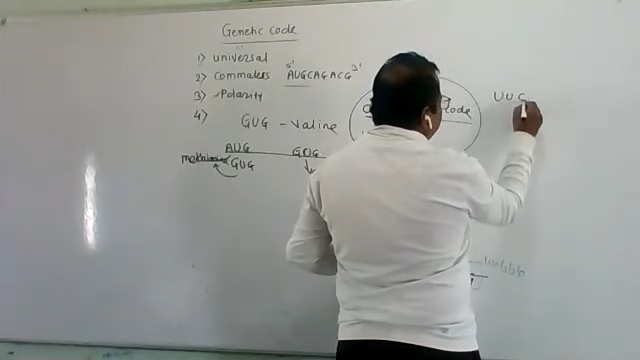 Genetic code
1) universal
2) Commaless 5' AUGCAGACG 3'
3) Polarity
4)
GUG - Valine
code
UUC
AUG GUG
GUG